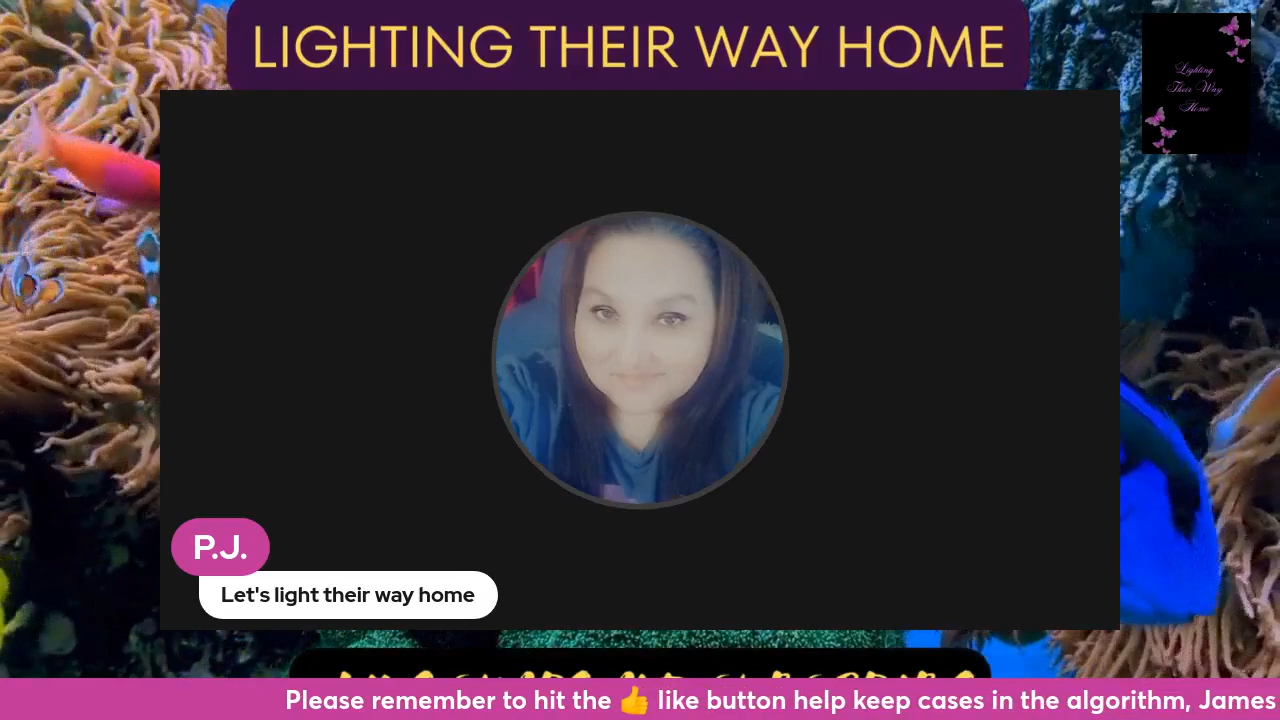 LIGHTING THEIR WAY HOME
Lighting
Their Way
Home
P.J.
Let's light their way home
Please remember to hit the 👍 like button help keep cases in the algorithm, James